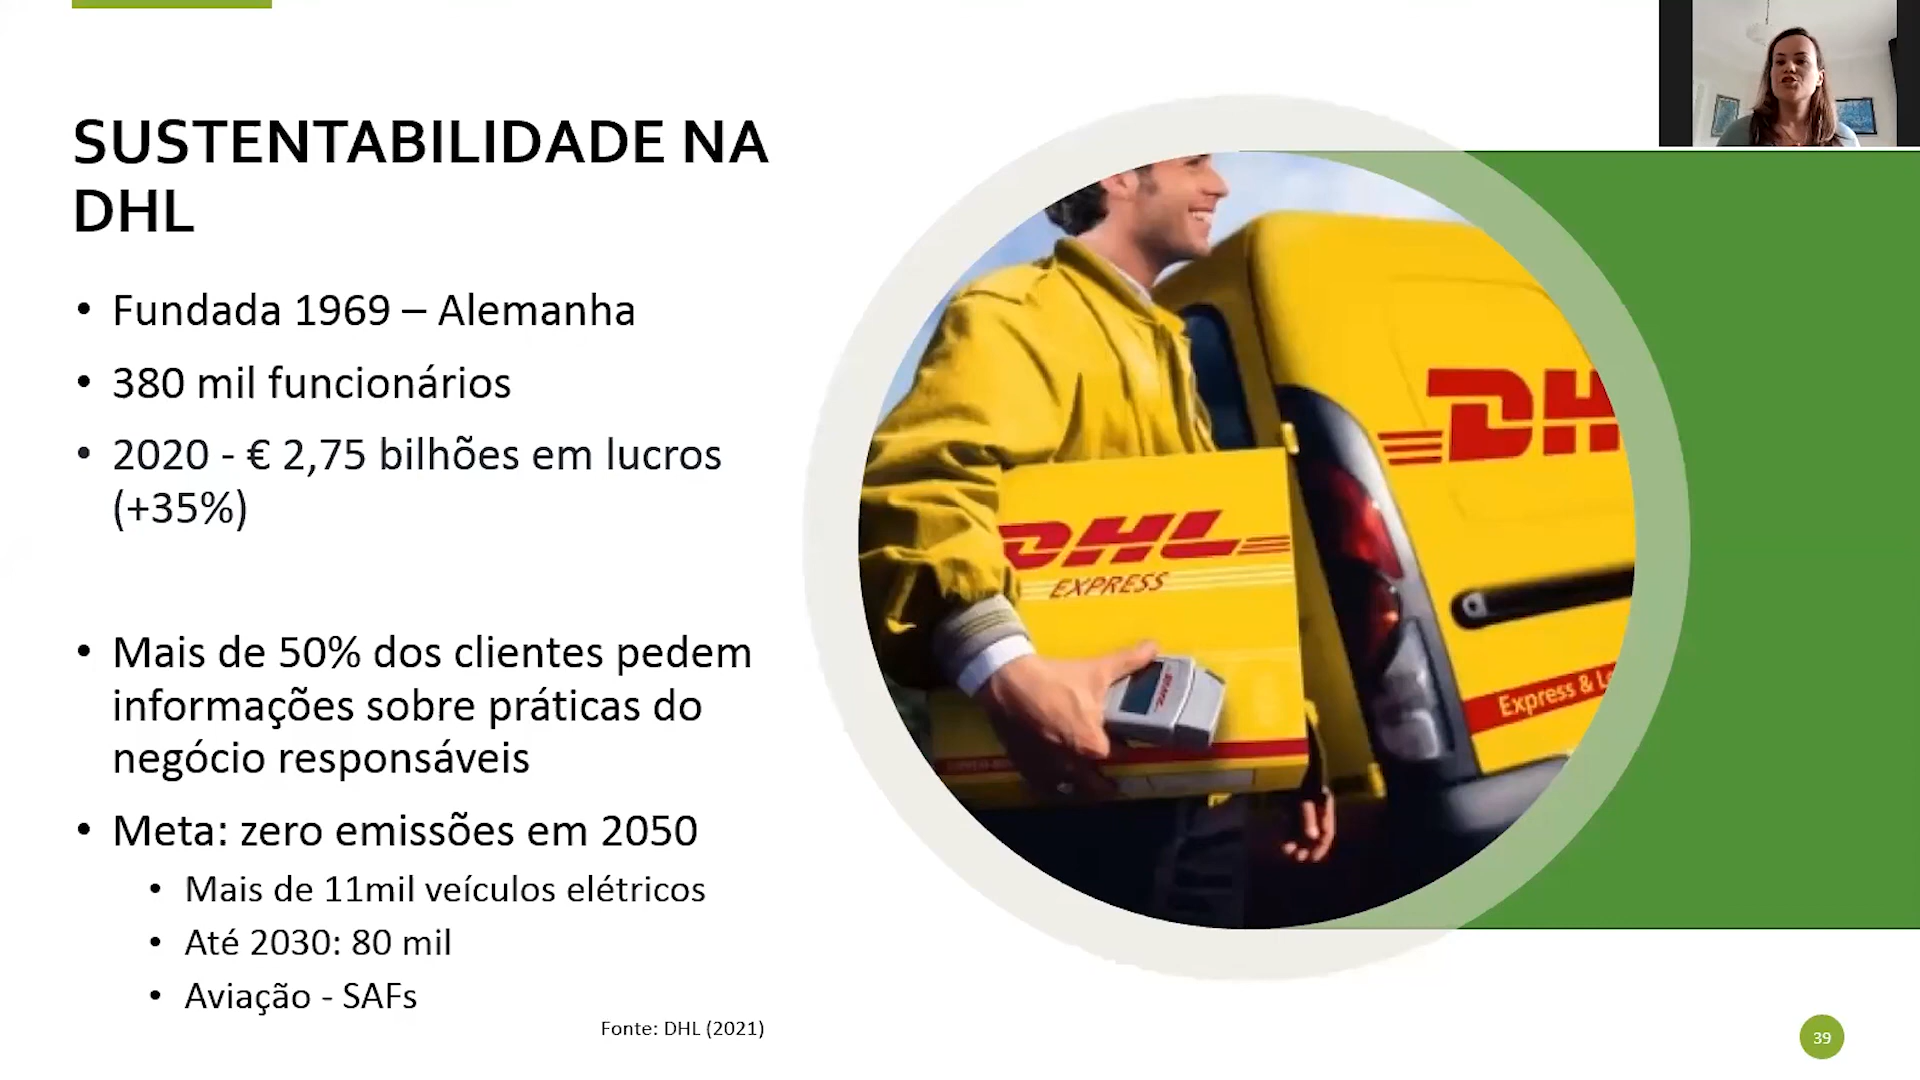 SUSTENTABILIDADE NA
DHL
• Fundada 1969 – Alemanha
• 380 mil funcionários
• 2020 - € 2,75 bilhões em lucros
(+35%)
• Mais de 50% dos clientes pedem
informações sobre práticas do
negócio responsáveis
• Meta: zero emissões em 2050
• Mais de 11mil veículos elétricos
• Até 2030: 80 mil
• Aviação - SAFs
Fonte: DHL (2021)
DH
DHL
EXPRESS
Express & L
39